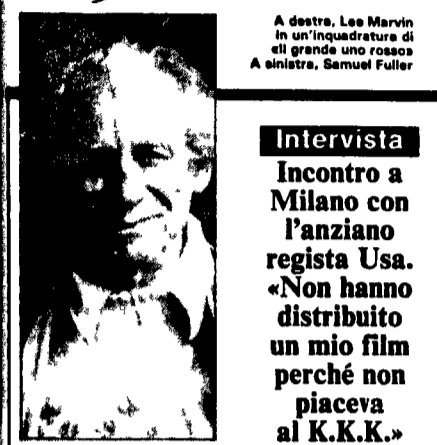 A destra, Lee Marvin
in un'inquadratura di
«Il grande uno rosso»
A sinistra, Samuel Fuller
Intervista
Incontro a
Milano con
l'anziano
regista Usa.
«Non hanno
distribuito
un mio film
perché non
piaceva
al K.K.K.»